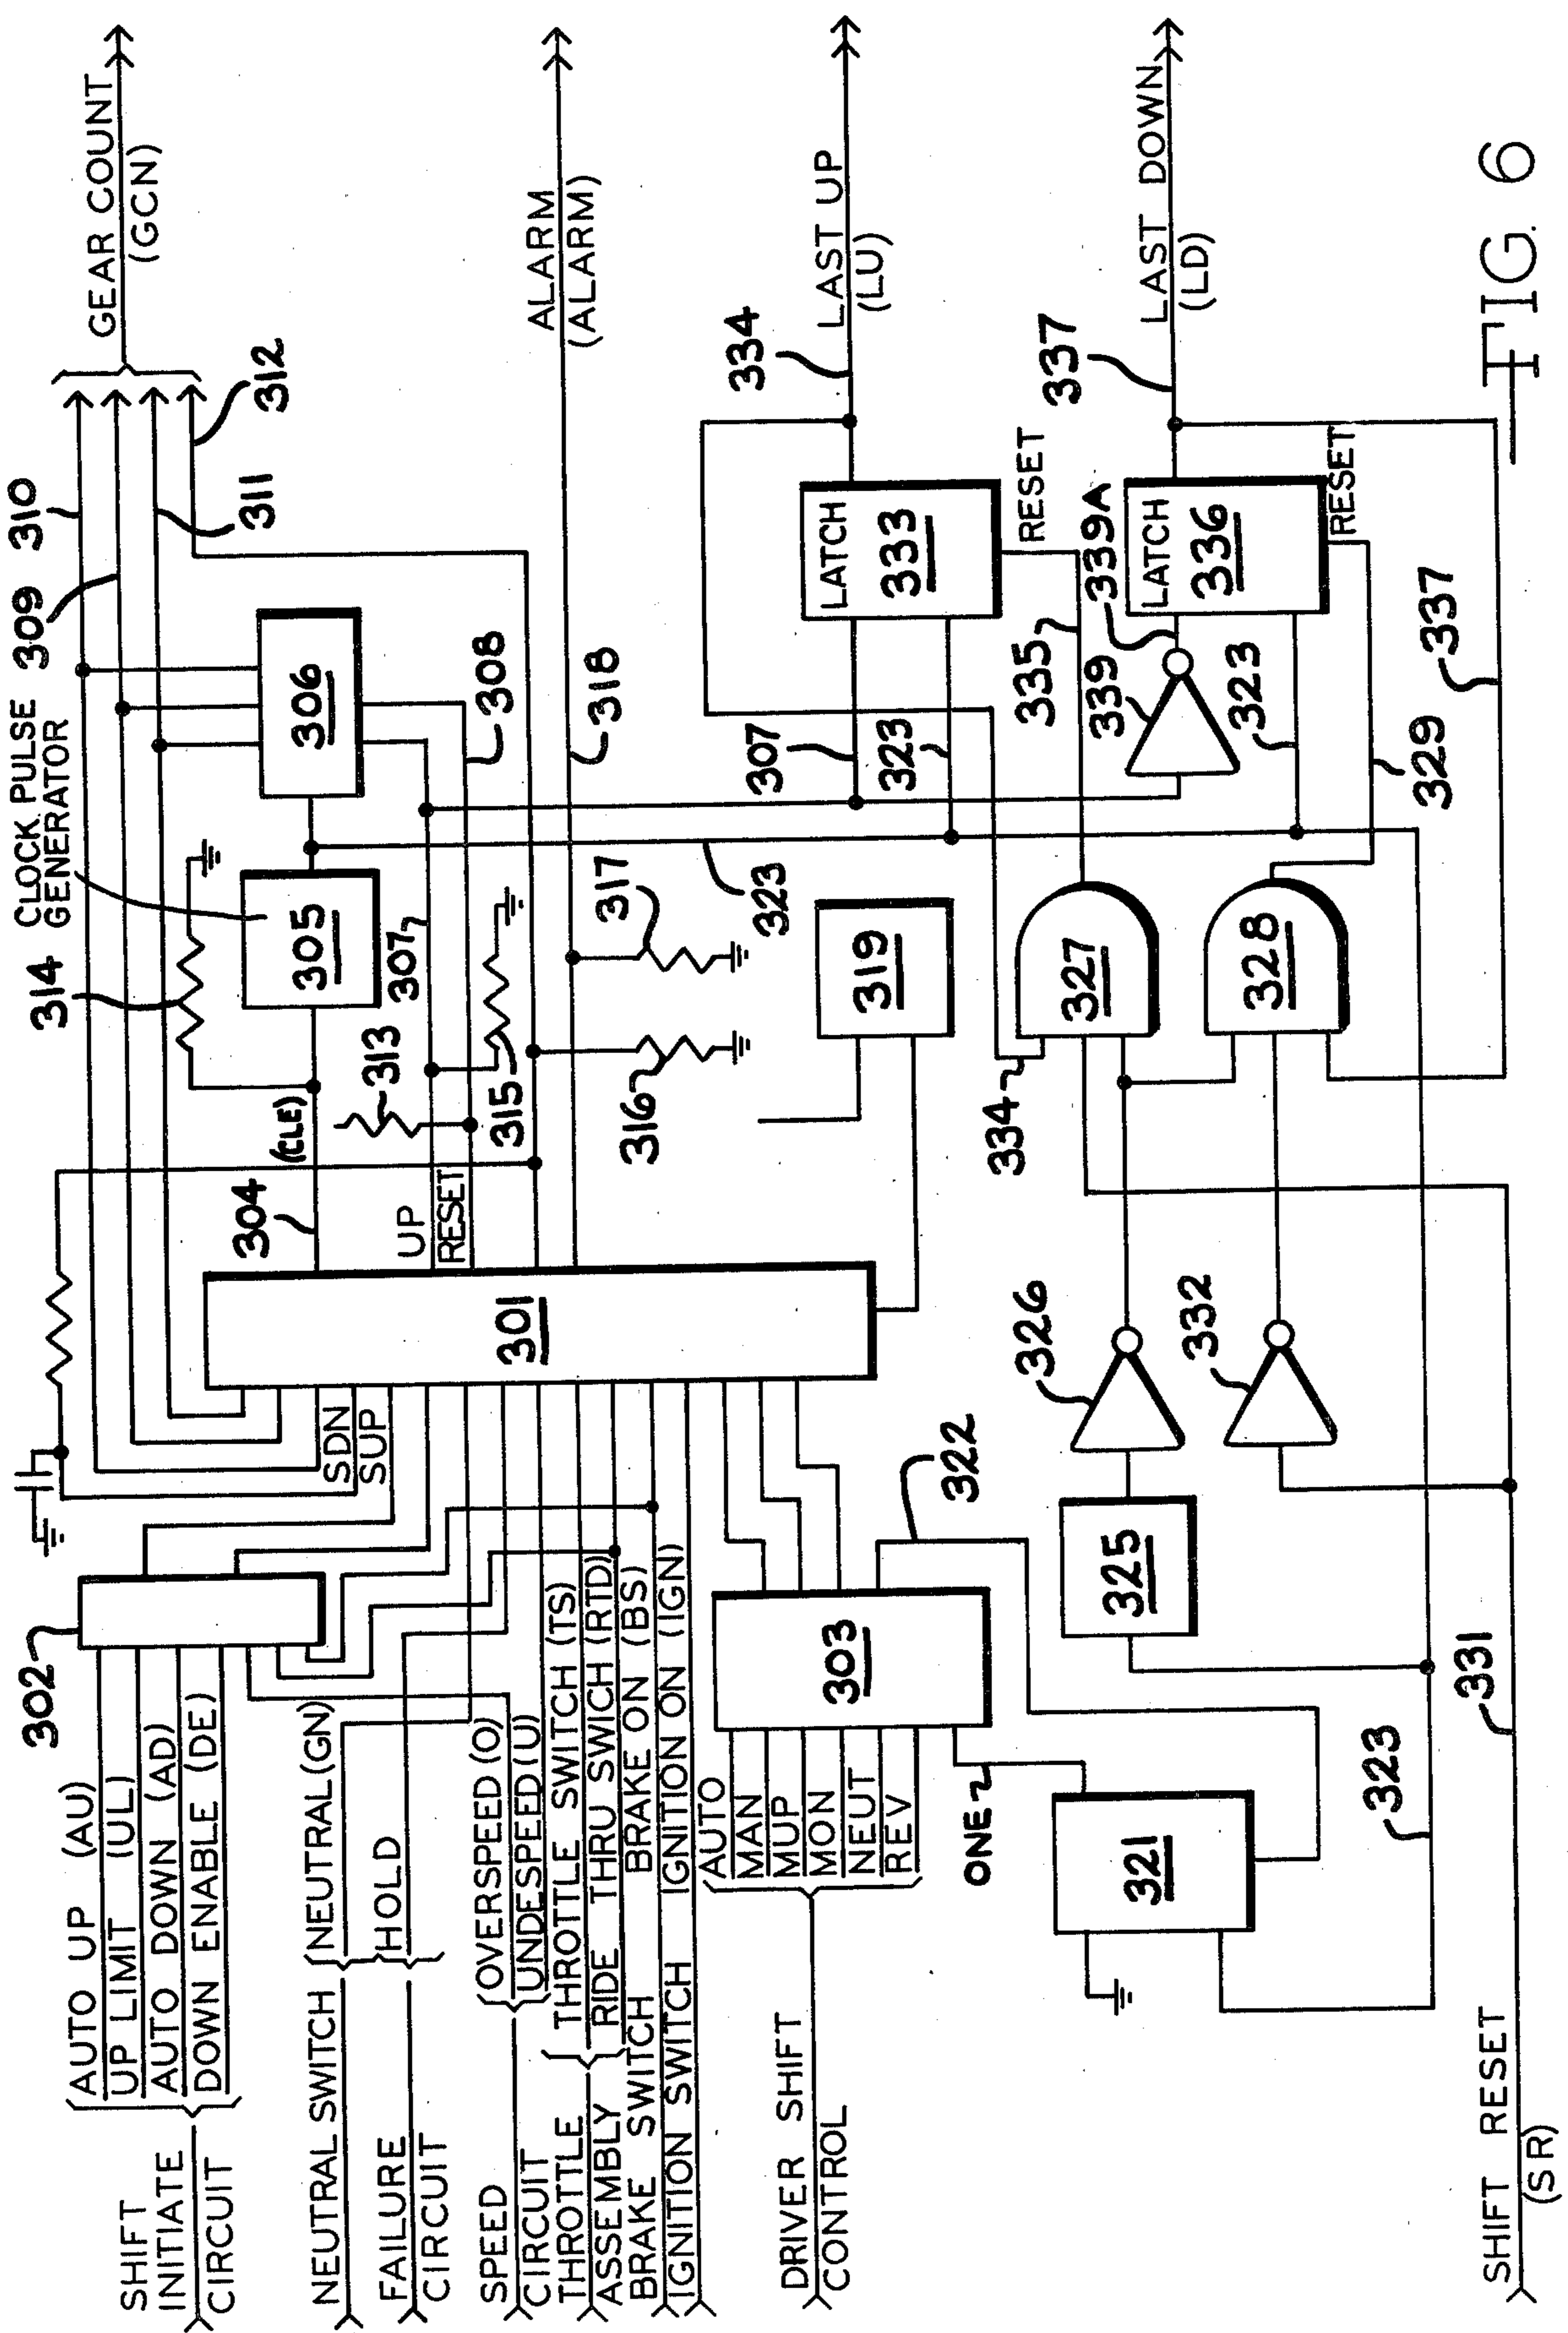 SHIFT
INITIATE
CIRCUIT
AUTO UP (AU)
UP LIMIT (UL)
AUTO DOWN (AD)
DOWN ENABLE (DE)
302
NEUTRAL SWITCH
NEUTRAL (GN)
FAILURE
CIRCUIT
HOLD
SPEED
CIRCUIT
OVERSPEED (O)
UNDESPEED (U)
THROTTLE
ASSEMBLY
THROTTLE SWITCH (TS)
RIDE THRU SWICH (RTD)
BRAKE SWITCH BRAKE ON (BS)
IGNITION SWITCH IGNITION ON (IGN)
DRIVER SHIFT
CONTROL
AUTO
MAN
MUP
MON
NEUT
REV
ONE
303
321
322
323
SHIFT RESET
(SR)
331
SDN
SUP
301
304
(CLE)
UP
RESET
314
CLOCK PULSE
GENERATOR
305
306
307
308
309
310
311
312
313
315
316
317
318
319
323
325
326
332
334
327
328
307
323
335
339
339A
323
329
337
LATCH
333
RESET
LATCH
336
RESET
334
337
GEAR COUNT
(GCN)
ALARM
(ALARM)
LAST UP
(LU)
LAST DOWN
(LD)
FIG. 6